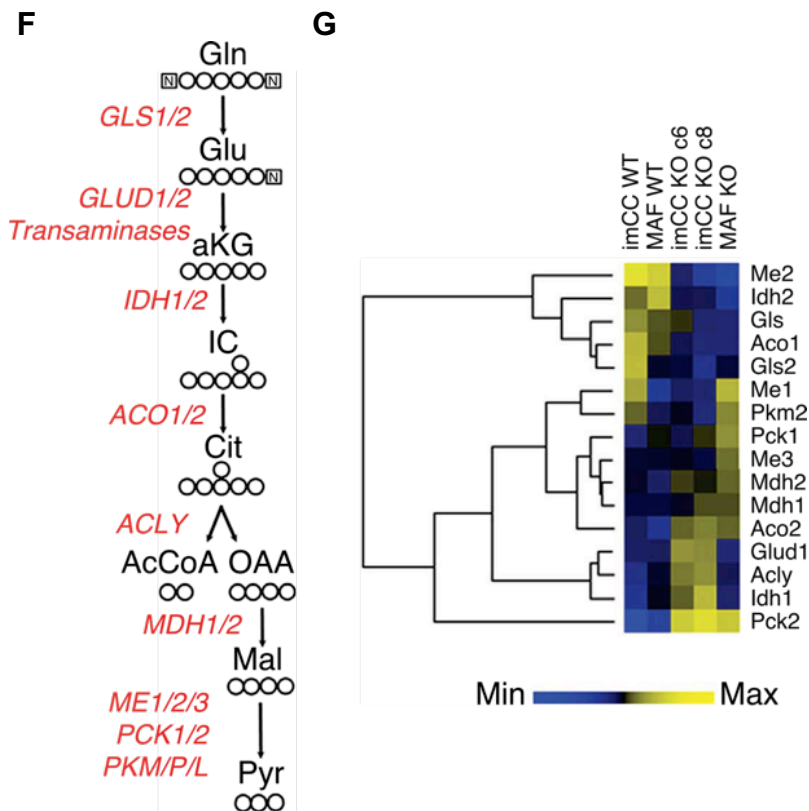 F
Gln
N N
GLS1/2
Glu
N
GLUD1/2
Transaminases
aKG
IDH1/2
IC
ACO1/2
Cit
ACLY
AcCoA OAA
MDH1/2
Mal
ME1/2/3
PCK1/2
PKM/P/L
Pyr
G
imCC WT
MAF WT
imCC KO c6
imCC KO c8
MAF KO
Me2
Idh2
Gls
Aco1
Gls2
Me1
Pkm2
Pck1
Me3
Mdh2
Mdh1
Aco2
Glud1
Acly
Idh1
Pck2
Min Max